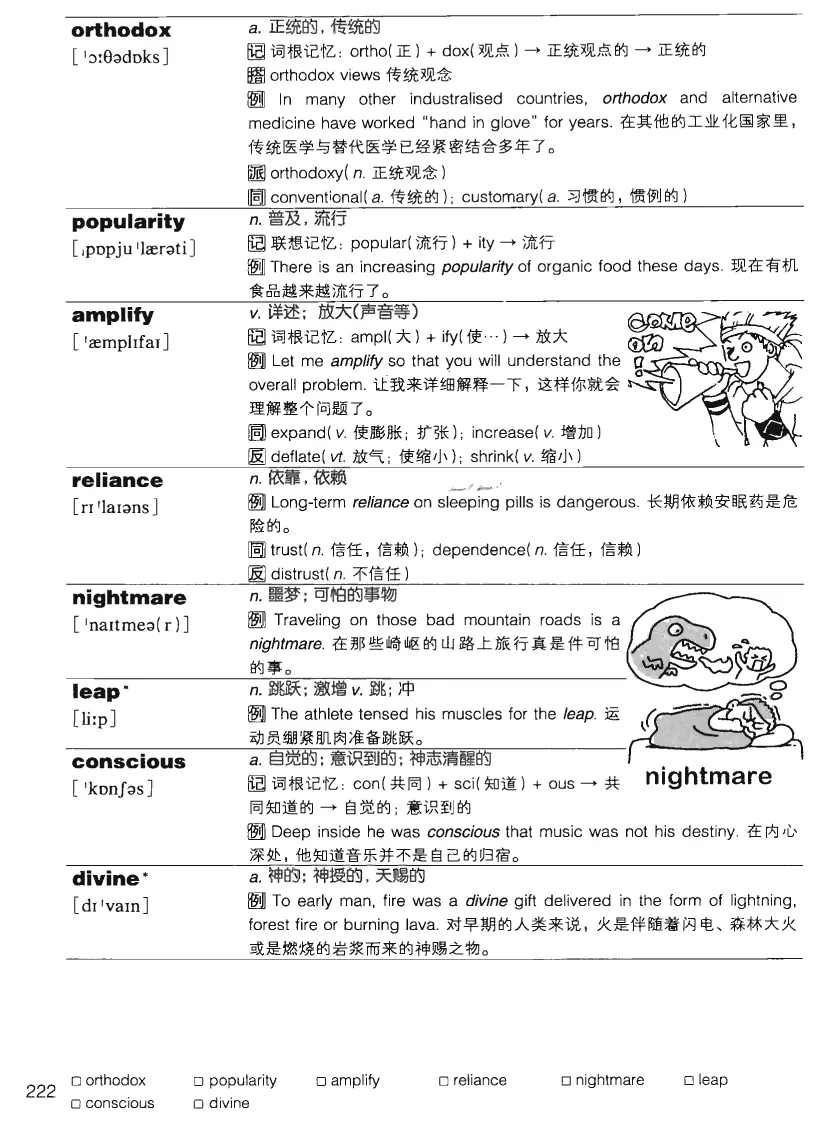 orthodox
[ ˈɔːθədɒks ]
a. 正统的, 传统的
[记] 词根记忆: ortho(正) + dox(观点) → 正统观点的 → 正统的
[搭] orthodox views 传统观念
[例] In many other industralised countries, orthodox and alternative
medicine have worked "hand in glove" for years. 在其他的工业化国家里,
传统医学与替代医学已经紧密结合多年了。
[派] orthodoxy( n. 正统观念)
[同] conventional( a. 传统的); customary( a. 习惯的, 惯例的)
popularity
[ ˌpɒpjuˈlærəti ]
n. 普及, 流行
[记] 联想记忆: popular(流行) + ity → 流行
[例] There is an increasing popularity of organic food these days. 现在有机
食品越来越流行了。
amplify
[ ˈæmplɪfaɪ ]
v. 详述; 放大(声音等)
[记] 词根记忆: ampl(大) + ify(使…) → 放大
[例] Let me amplify so that you will understand the
overall problem. 让我来详细解释一下, 这样你就会
理解整个问题了。
[同] expand( v. 使膨胀; 扩张); increase( v. 增加)
[反] deflate( vt. 放气; 使缩小); shrink( v. 缩小)
COME
ON
!
reliance
[ rɪˈlaɪəns ]
n. 依靠, 依赖
[例] Long-term reliance on sleeping pills is dangerous. 长期依赖安眠药是危
险的。
[同] trust( n. 信任, 信赖); dependence( n. 信任, 信赖)
[反] distrust( n. 不信任)
nightmare
[ ˈnaɪtmeə(r) ]
n. 噩梦; 可怕的事物
[例] Traveling on those bad mountain roads is a
nightmare. 在那些崎岖的山路上旅行真是件可怕
的事。
leap*
[liːp]
n. 跳跃; 激增 v. 跳; 冲
[例] The athlete tensed his muscles for the leap. 运
动员绷紧肌肉准备跳跃。
conscious
[ ˈkɒnʃəs ]
a. 自觉的; 意识到的; 神志清醒的
[记] 词根记忆: con(共同) + sci(知道) + ous → 共
同知道的 → 自觉的; 意识到的
[例] Deep inside he was conscious that music was not his destiny. 在内心
深处, 他知道音乐并不是自己的归宿。
nightmare
divine*
[dɪˈvaɪn]
a. 神的; 神授的, 天赐的
[例] To early man, fire was a divine gift delivered in the form of lightning,
forest fire or burning lava. 对早期的人类来说, 火是伴随着闪电、森林大火
或是燃烧的岩浆而来的神赐之物。
222
□ orthodox □ popularity □ amplify □ reliance □ nightmare □ leap
□ conscious □ divine